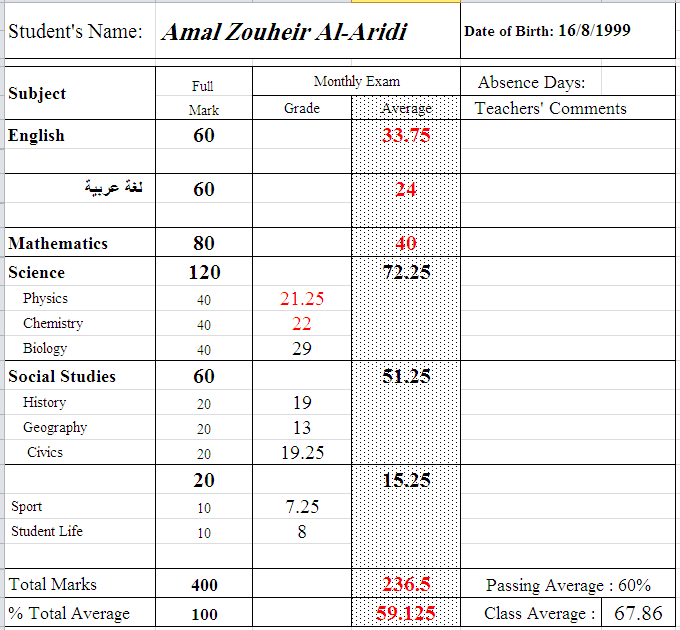 Student's Name: Amal Zouheir Al-Aridi Date of Birth: 16/8/1999
Subject Full Mark Monthly Exam Absence Days:
Grade Average Teachers' Comments
English 60 33.75
لغة عربية 60 24
Mathematics 80 40
Science 120 72.25
Physics 40 21.25
Chemistry 40 22
Biology 40 29
Social Studies 60 51.25
History 20 19
Geography 20 13
Civics 20 19.25
20 15.25
Sport 10 7.25
Student Life 10 8
Total Marks 400 236.5 Passing Average : 60%
% Total Average 100 59.125 Class Average : 67.86